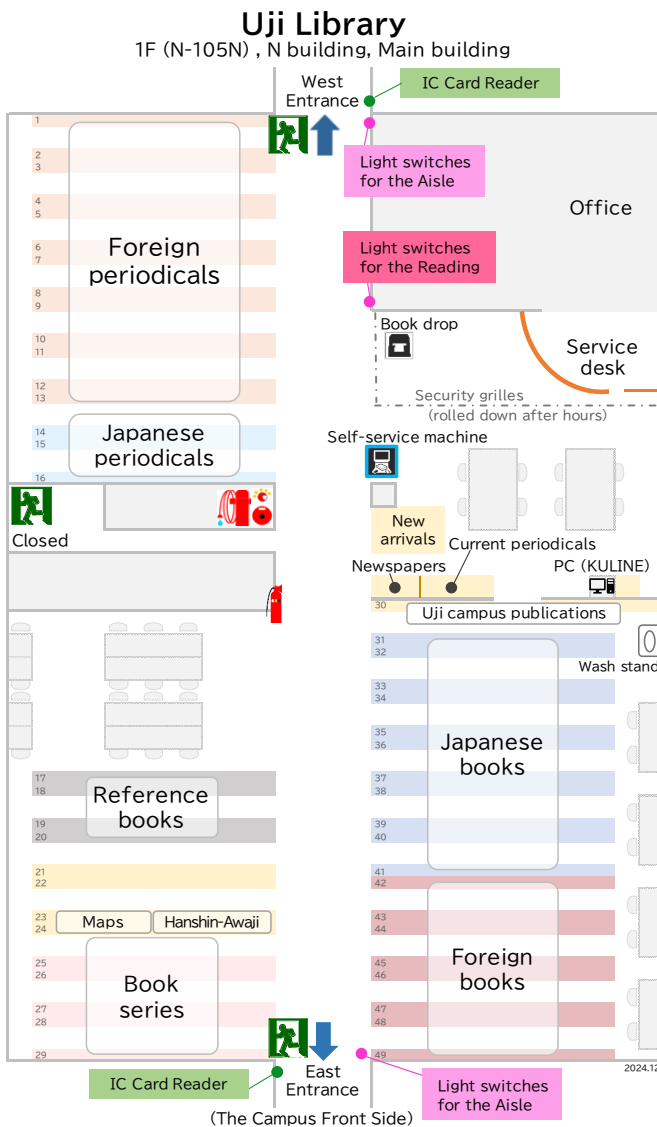 Uji Library
1F (N-105N) , N building, Main building
West
Entrance
IC Card Reader
Light switches
for the Aisle
Office
Light switches
for the Reading
Book drop
Service
desk
Security grilles
(rolled down after hours)
1
2
3
4
5
6
7
8
9
10
11
12
13
Foreign
periodicals
14
15
16
Japanese
periodicals
Self-service machine
New
arrivals
Closed
Current periodicals
Newspapers
PC (KULINE)
30
Uji campus publications
31
32
33
34
35
36
37
38
39
40
41
Japanese
books
Wash stand
17
18
19
20
Reference
books
21
22
23
24
Maps
Hanshin-Awaji
25
26
27
28
29
Book
series
42
43
44
45
46
47
48
49
Foreign
books
2024.12
IC Card Reader
East
Entrance
Light switches
for the Aisle
(The Campus Front Side)